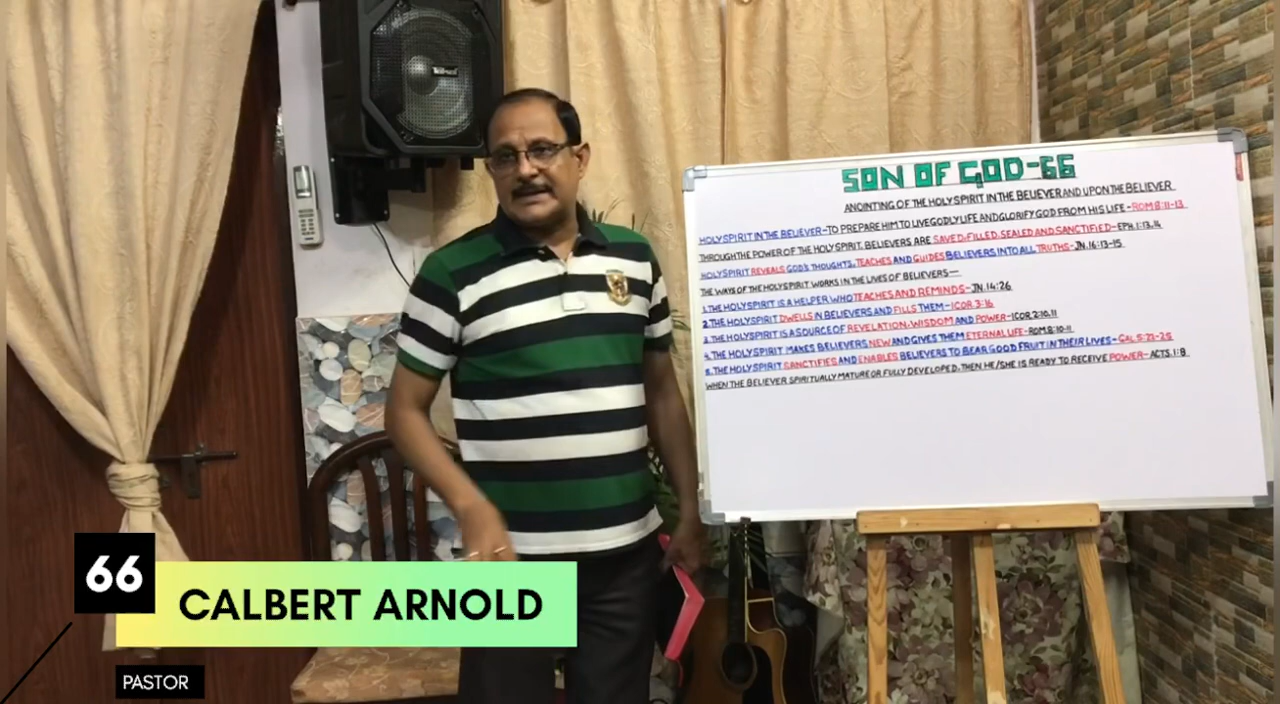 SON OF GOD-66
ANOINTING OF THE HOLY SPIRIT IN THE BELIEVER AND UPON THE BELIEVER
HOLY SPIRIT IN THE BELIEVER-TO PREPARE HIM TO LIVE GODLY LIFE AND GLORIFY GOD FROM HIS LIFE-ROM 8:11-13
THROUGH THE POWER OF THE HOLY SPIRIT, BELIEVERS ARE SAVED, FILLED, SEALED AND SANCTIFIED-EPH.1:13,14
HOLY SPIRIT REVEALS GOD'S THOUGHTS, TEACHES AND GUIDES BELIEVERS INTO ALL TRUTHS-JN.16:13-15
THE WAYS OF THE HOLY SPIRIT WORKS IN THE LIVES OF BELIEVERS—
1.THE HOLY SPIRIT IS A HELPER WHO TEACHES AND REMINDS-JN.14:26
2.THE HOLY SPIRIT DWELLS IN BELIEVERS AND FILLS THEM-ICOR 3:16
3.THE HOLY SPIRIT IS A SOURCE OF REVELATION, WISDOM AND POWER-ICOR 2:10,11
4.THE HOLY SPIRIT MAKES BELIEVERS NEW AND GIVES THEM ETERNAL LIFE-ROM 8:10-11
5.THE HOLY SPIRIT SANCTIFIES AND ENABLES BELIEVERS TO BEAR GOOD FRUIT IN THEIR LIVES-GAL 5:21-25
WHEN THE BELIEVER SPIRITUALLY MATURE OR FULLY DEVELOPED, THEN HE/SHE IS READY TO RECEIVE POWER-ACTS.1:8
66
CALBERT ARNOLD
PASTOR